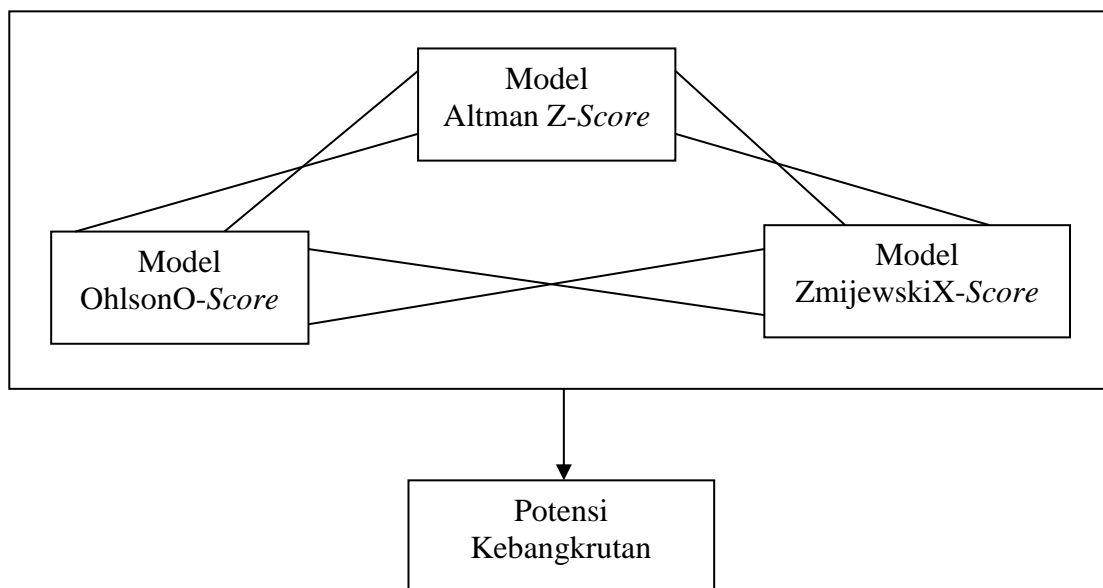 Model
Altman Z-Score
Model
OhlsonO-Score
Model
ZmijewskiX-Score
Potensi
Kebangkrutan